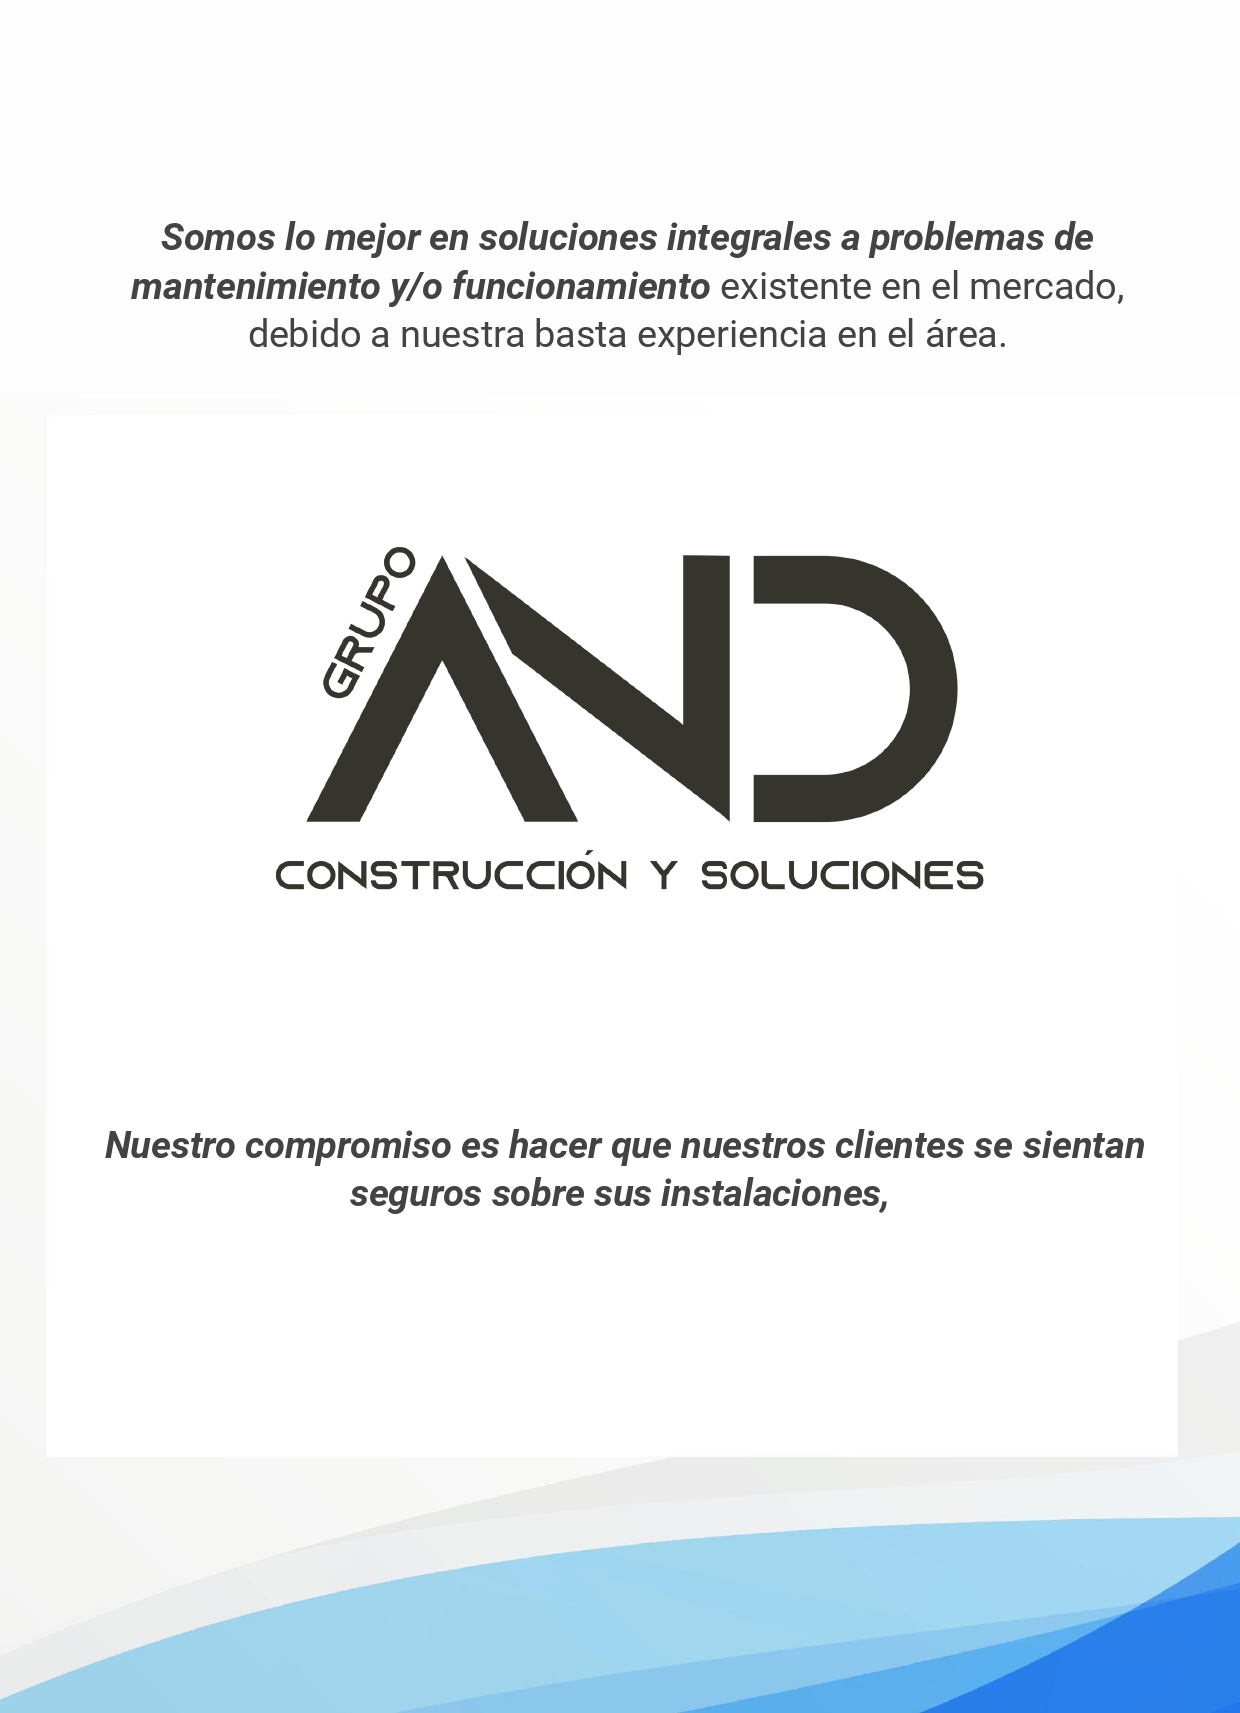 Somos lo mejor en soluciones integrales a problemas de
mantenimiento y/o funcionamiento existente en el mercado,
debido a nuestra basta experiencia en el área.
GRUPO
AND
CONSTRUCCIÓN Y SOLUCIONES
Nuestro compromiso es hacer que nuestros clientes se sientan
seguros sobre sus instalaciones,